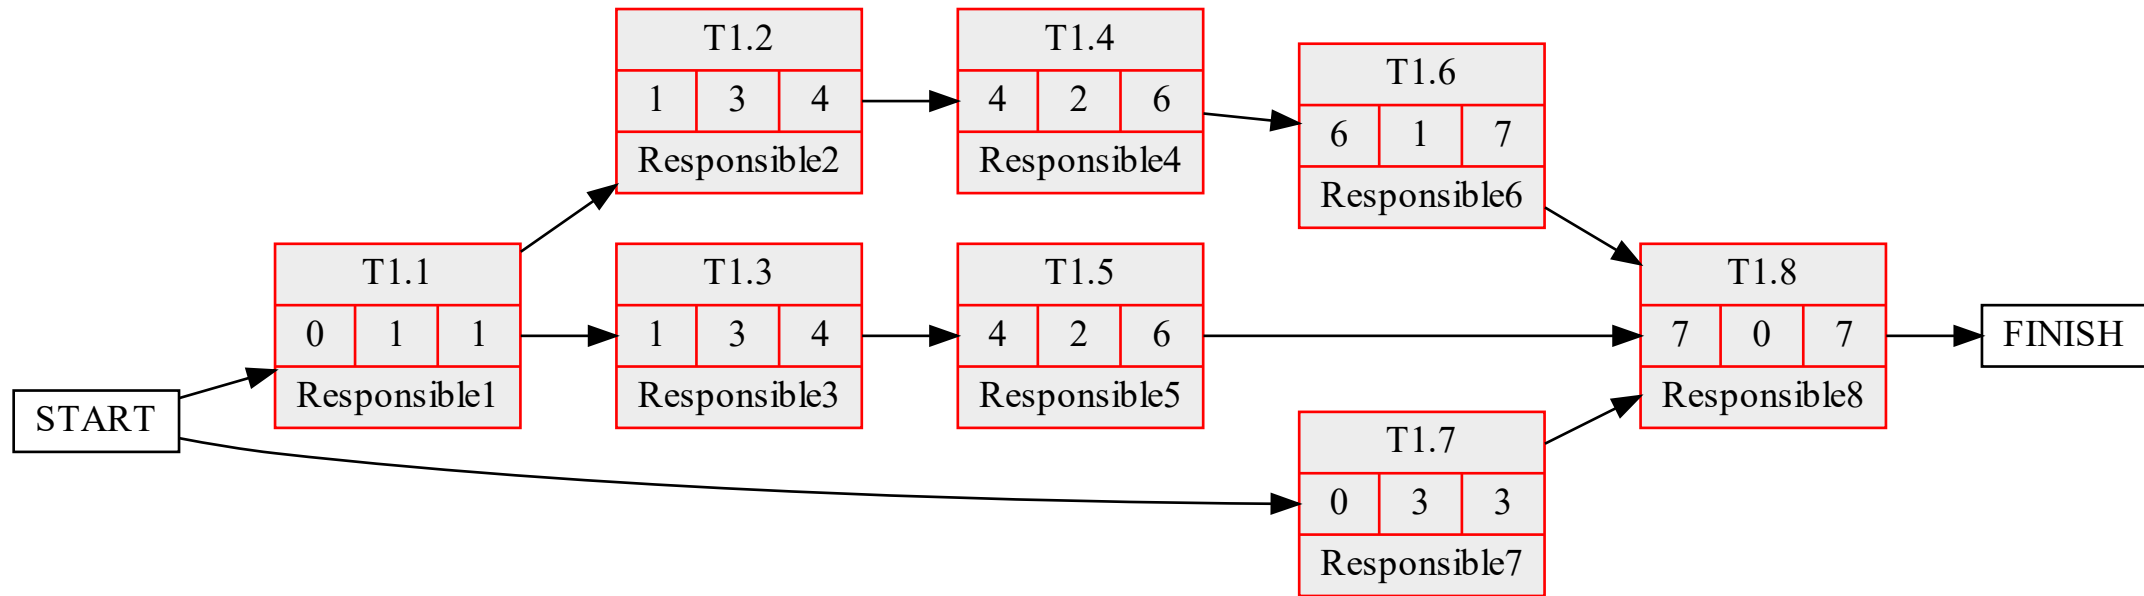 START
T1.1
0 1 1
Responsible1
T1.2
1 3 4
Responsible2
T1.3
1 3 4
Responsible3
T1.4
4 2 6
Responsible4
T1.5
4 2 6
Responsible5
T1.6
6 1 7
Responsible6
T1.7
0 3 3
Responsible7
T1.8
7 0 7
Responsible8
FINISH